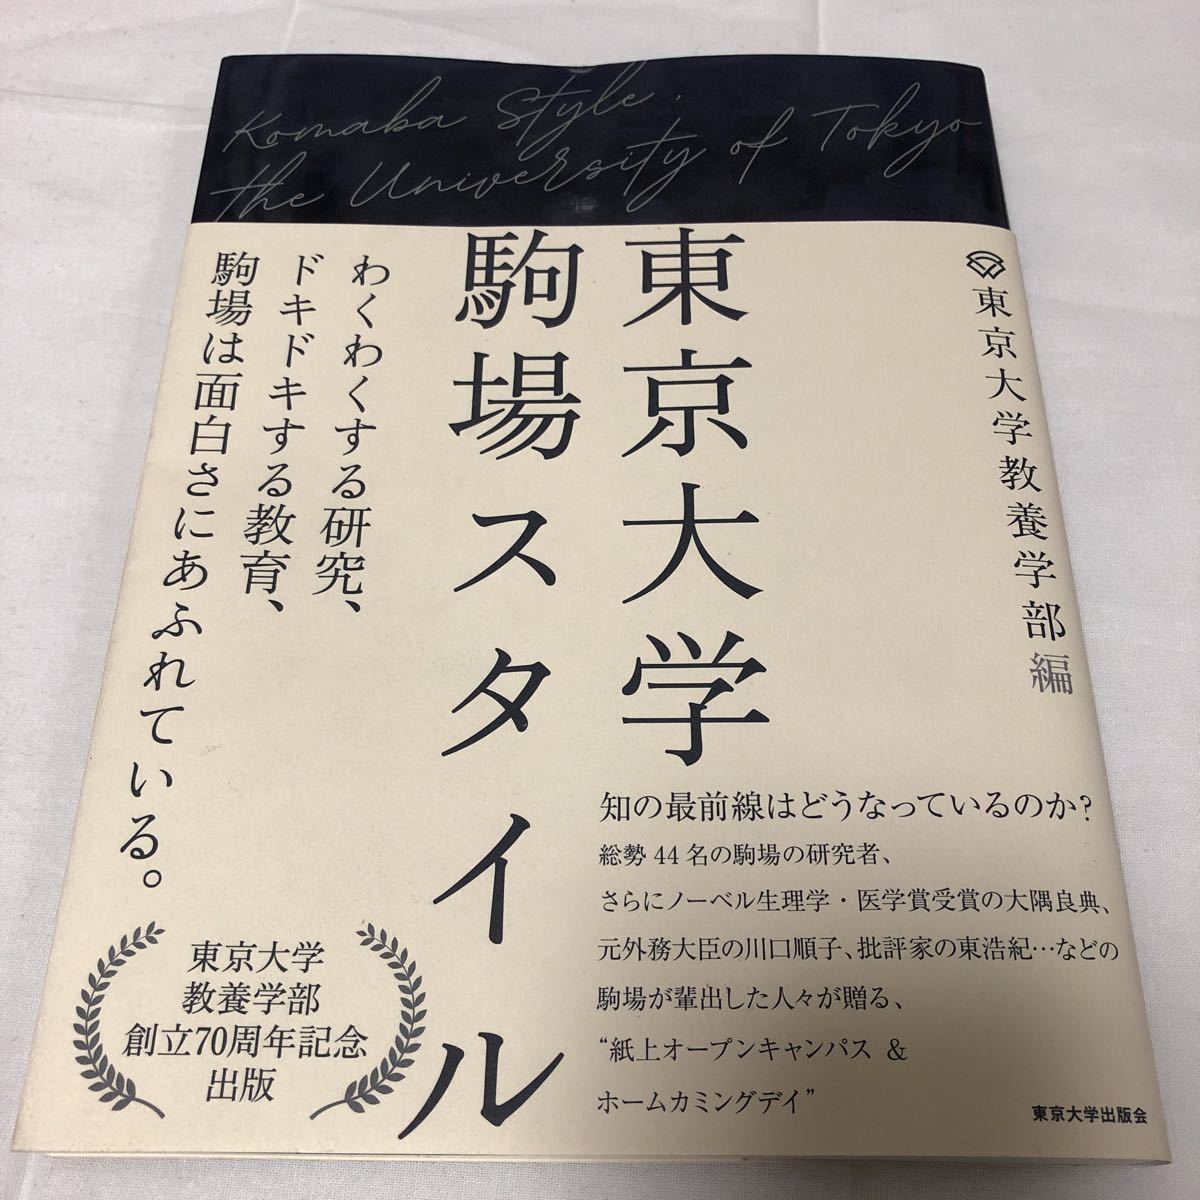 Komaba Style,
the University of Tokyo
東京大学教養学部 編
東京大学
駒場スタイル
わくわくする研究、
ドキドキする教育、
駒場は面白さにあふれている。
知の最前線はどうなっているのか?
総勢 44 名の駒場の研究者、
さらにノーベル生理学・医学賞受賞の大隅良典、
元外務大臣の川口順子、批評家の東浩紀…などの
駒場が輩出した人々が贈る、
“紙上オープンキャンパス &
ホームカミングデイ”
東京大学
教養学部
創立70周年記念
出版
東京大学出版会